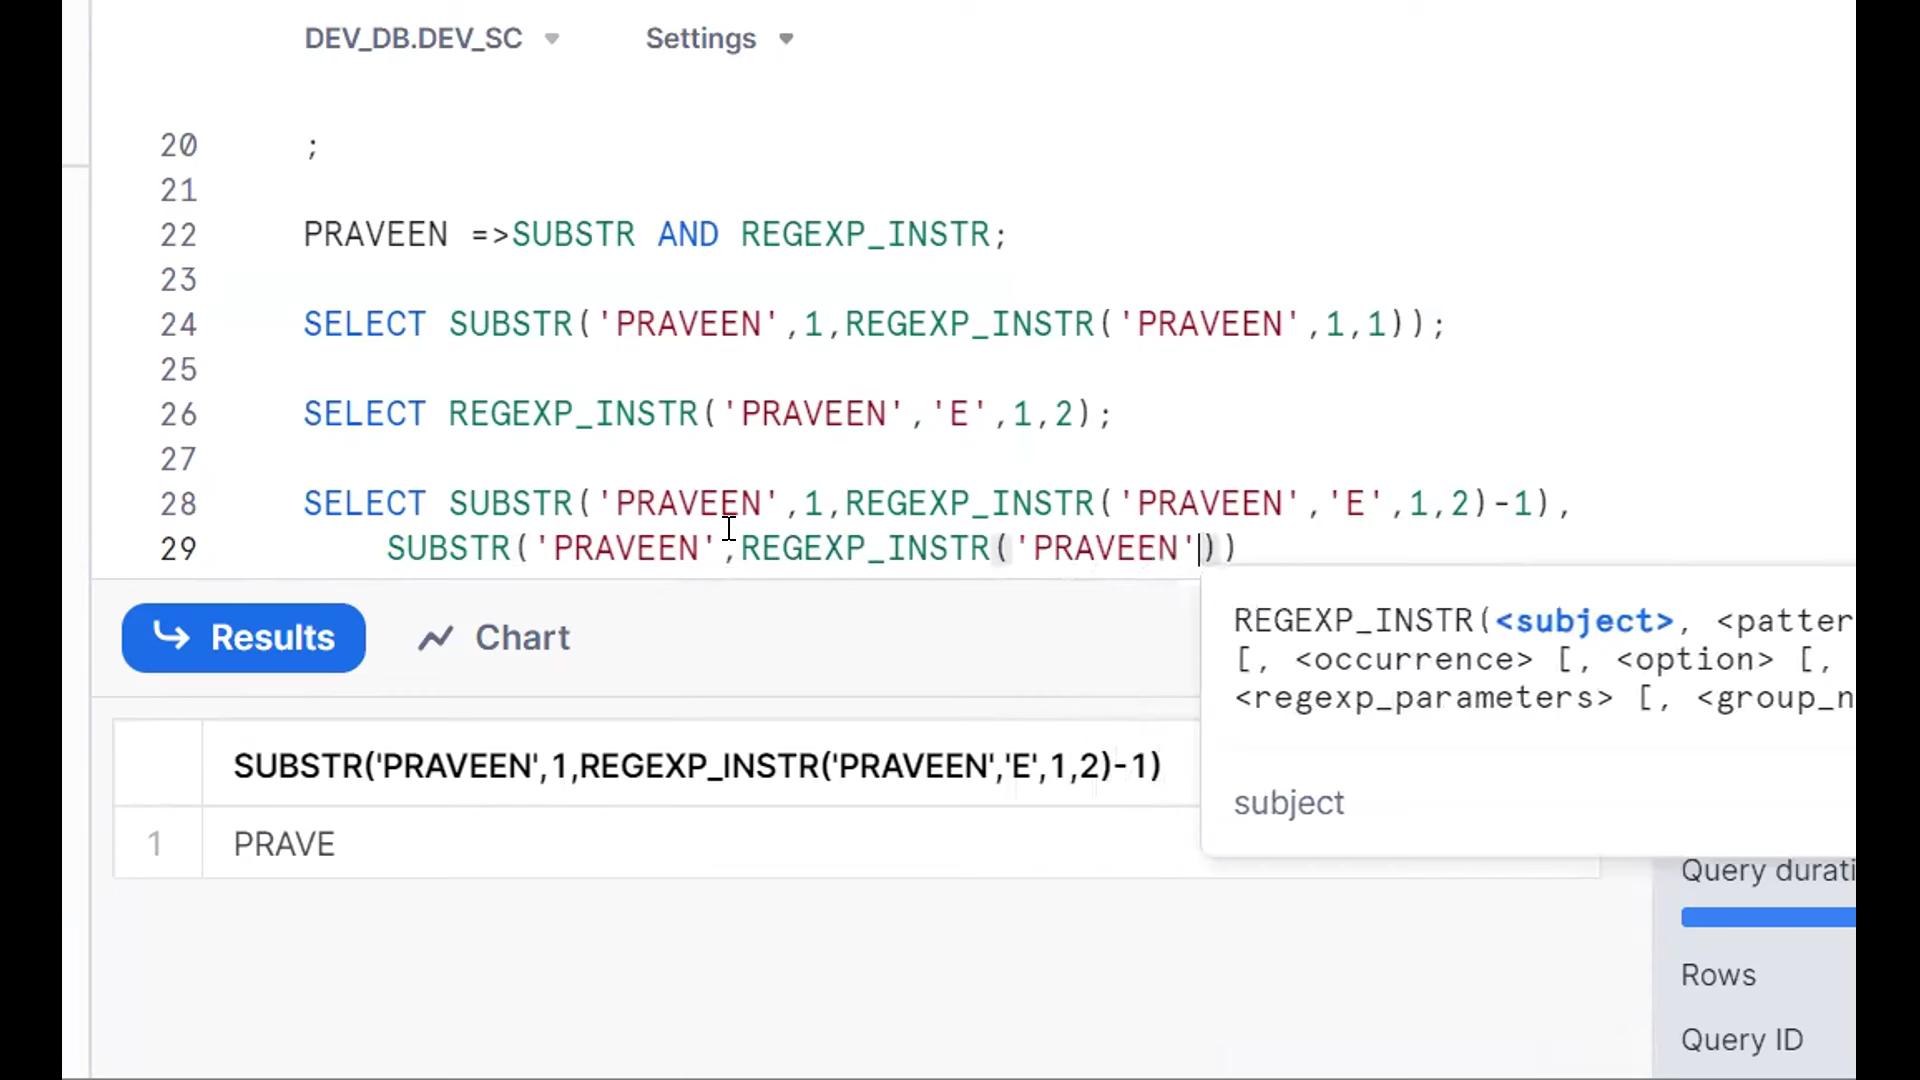 DEV_DB.DEV_SC Settings
20 ;
21
22 PRAVEEN =>SUBSTR AND REGEXP_INSTR;
23
24 SELECT SUBSTR('PRAVEEN',1,REGEXP_INSTR('PRAVEEN',1,1));
25
26 SELECT REGEXP_INSTR('PRAVEEN','E',1,2);
27
28 SELECT SUBSTR('PRAVEEN',1,REGEXP_INSTR('PRAVEEN','E',1,2)-1),
29 SUBSTR('PRAVEEN',REGEXP_INSTR('PRAVEEN'))
REGEXP_INSTR(<subject>, <patter
[, <occurrence> [, <option> [,
<regexp_parameters> [, <group_n
subject
Results Chart
SUBSTR('PRAVEEN',1,REGEXP_INSTR('PRAVEEN','E',1,2)-1)
1 PRAVE
Query durati
Rows
Query ID